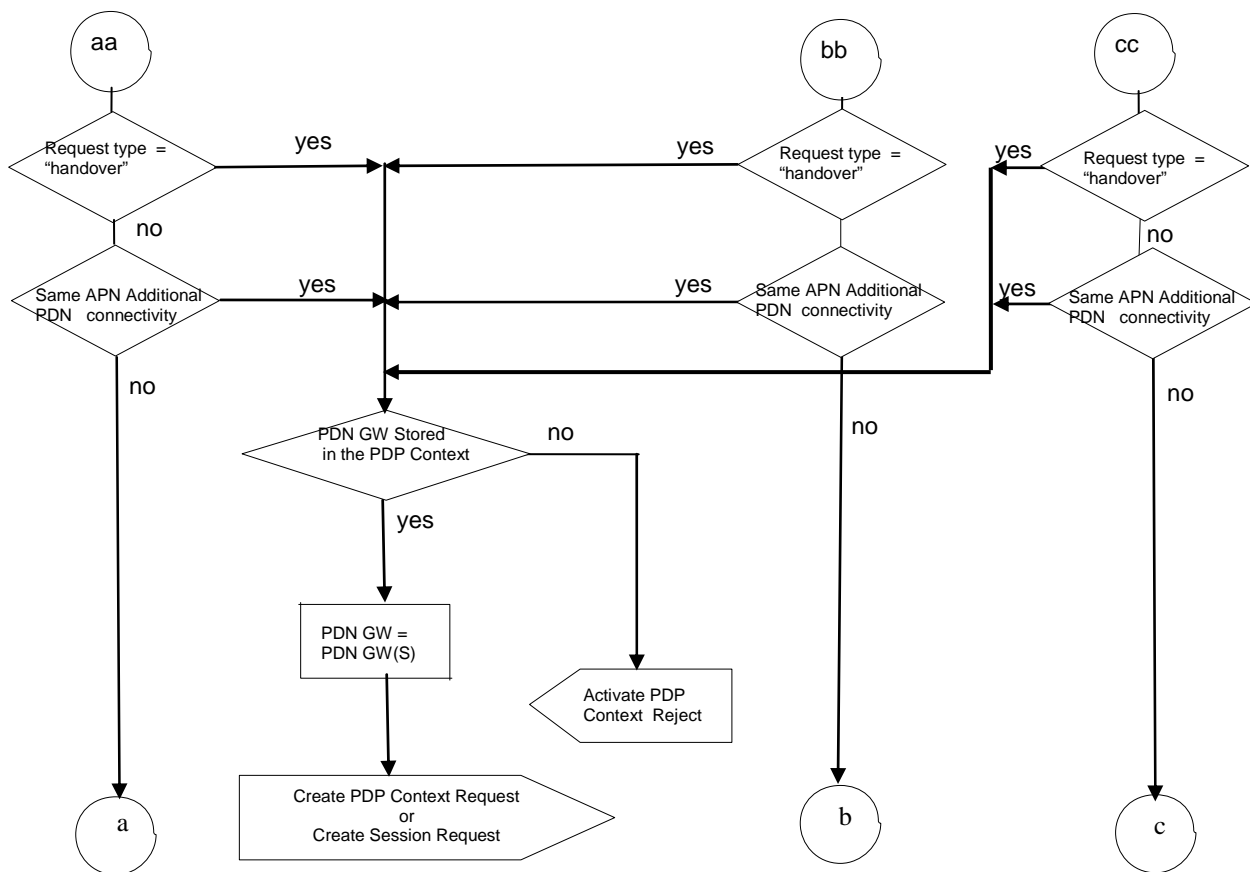 aa
bb
cc
Request type =
“handover”
yes
yes
Request type =
“handover”
yes
Request type =
“handover”
no
no
Same APN Additional
PDN connectivity
yes
yes
Same APN Additional
PDN connectivity
yes
Same APN Additional
PDN connectivity
no
no
no
PDN GW Stored
in the PDP Context
no
yes
PDN GW =
PDN GW(S)
Activate PDP
Context Reject
Create PDP Context Request
or
Create Session Request
a
b
c